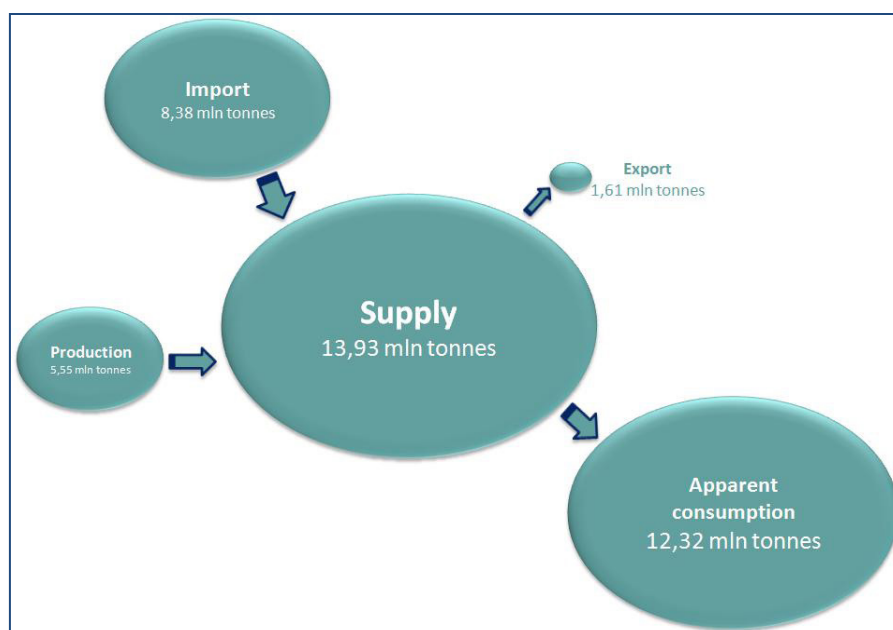 Import
8,38 mln tonnes
Export
1,61 mln tonnes
Supply
13,93 mln tonnes
Production
5,55 mln tonnes
Apparent
consumption
12,32 mln tonnes